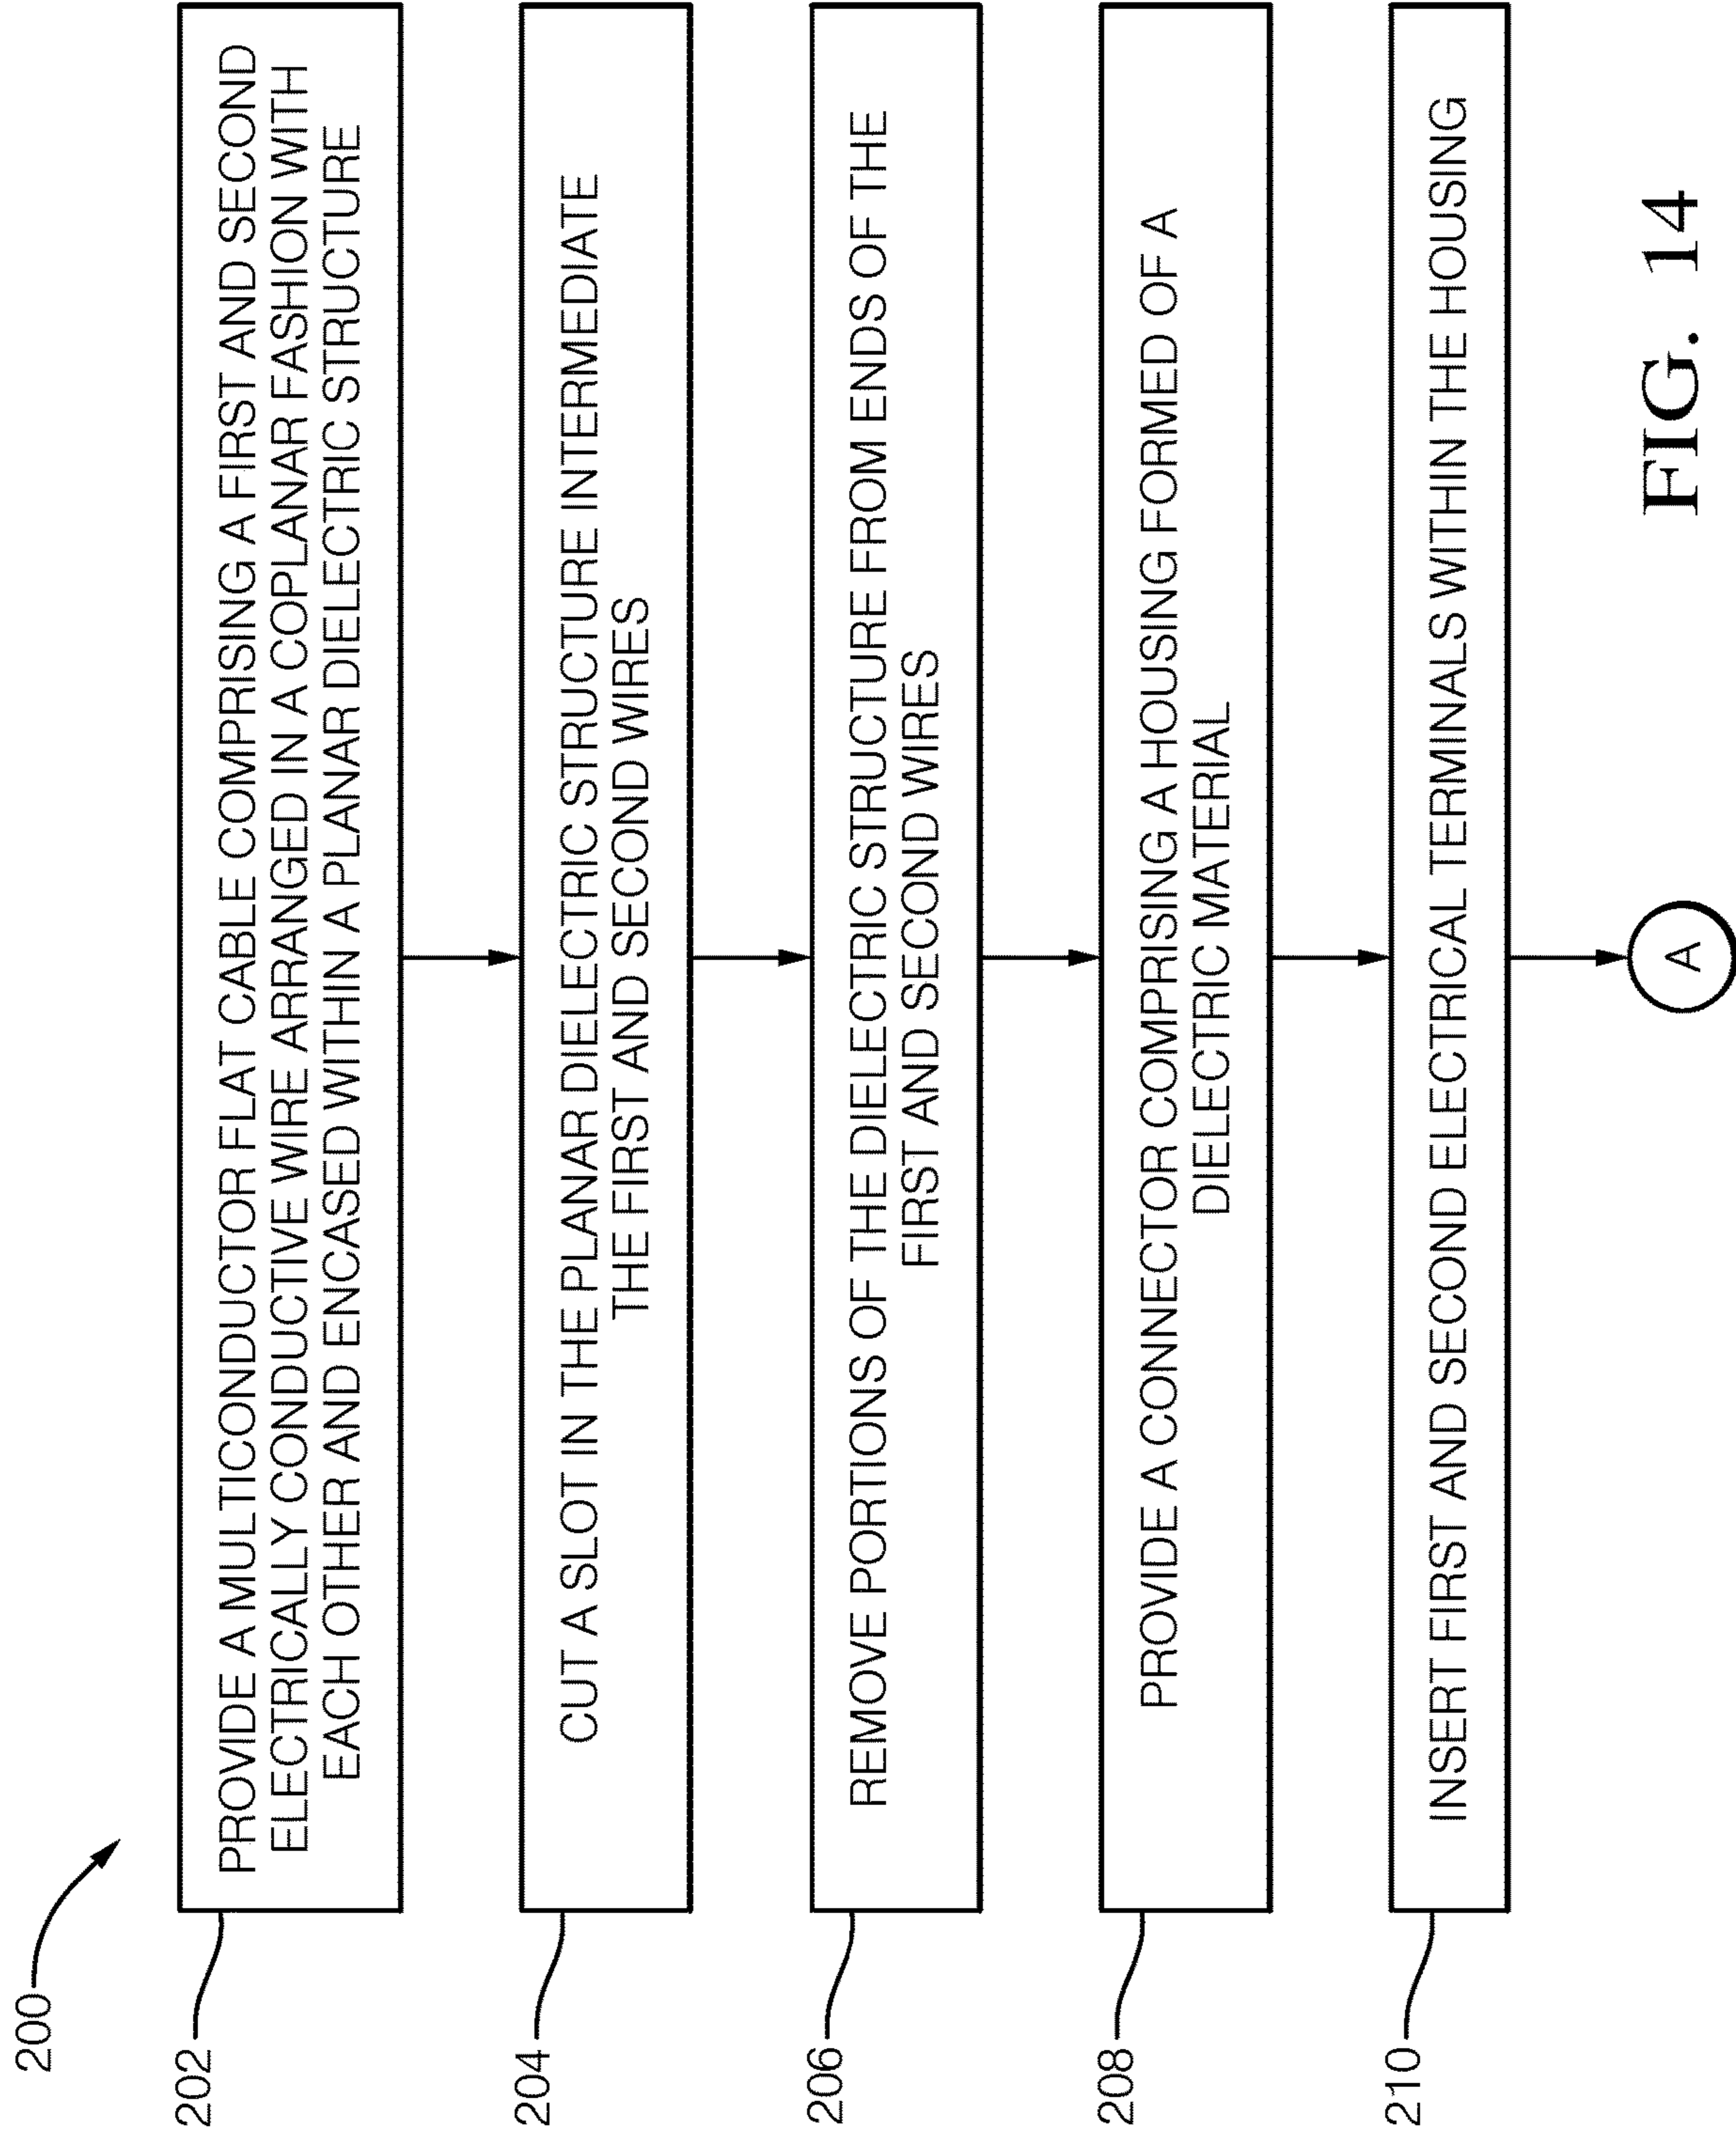 200
202
PROVIDE A MULTICONDUCTOR FLAT CABLE COMPRISING A FIRST AND SECOND
ELECTRICALLY CONDUCTIVE WIRE ARRANGED IN A COPLANAR FASHION WITH
EACH OTHER AND ENCASED WITHIN A PLANAR DIELECTRIC STRUCTURE
204
CUT A SLOT IN THE PLANAR DIELECTRIC STRUCTURE INTERMEDIATE
THE FIRST AND SECOND WIRES
206
REMOVE PORTIONS OF THE DIELECTRIC STRUCTURE FROM ENDS OF THE
FIRST AND SECOND WIRES
208
PROVIDE A CONNECTOR COMPRISING A HOUSING FORMED OF A
DIELECTRIC MATERIAL
210
INSERT FIRST AND SECOND ELECTRICAL TERMINALS WITHIN THE HOUSING
A
FIG. 14